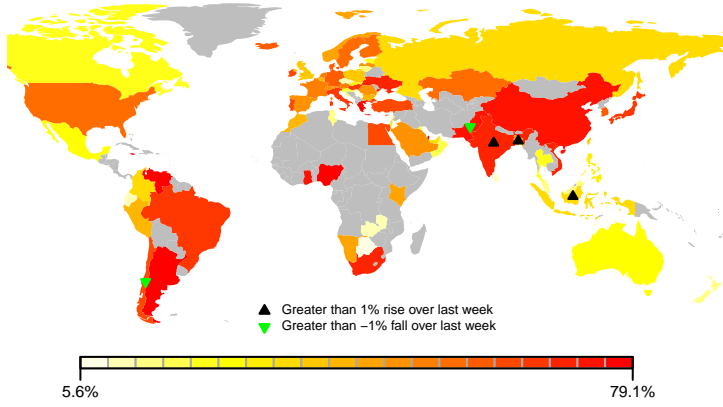 Greater than 1% rise over last week
Greater than −1% fall over last week
5.6%
79.1%